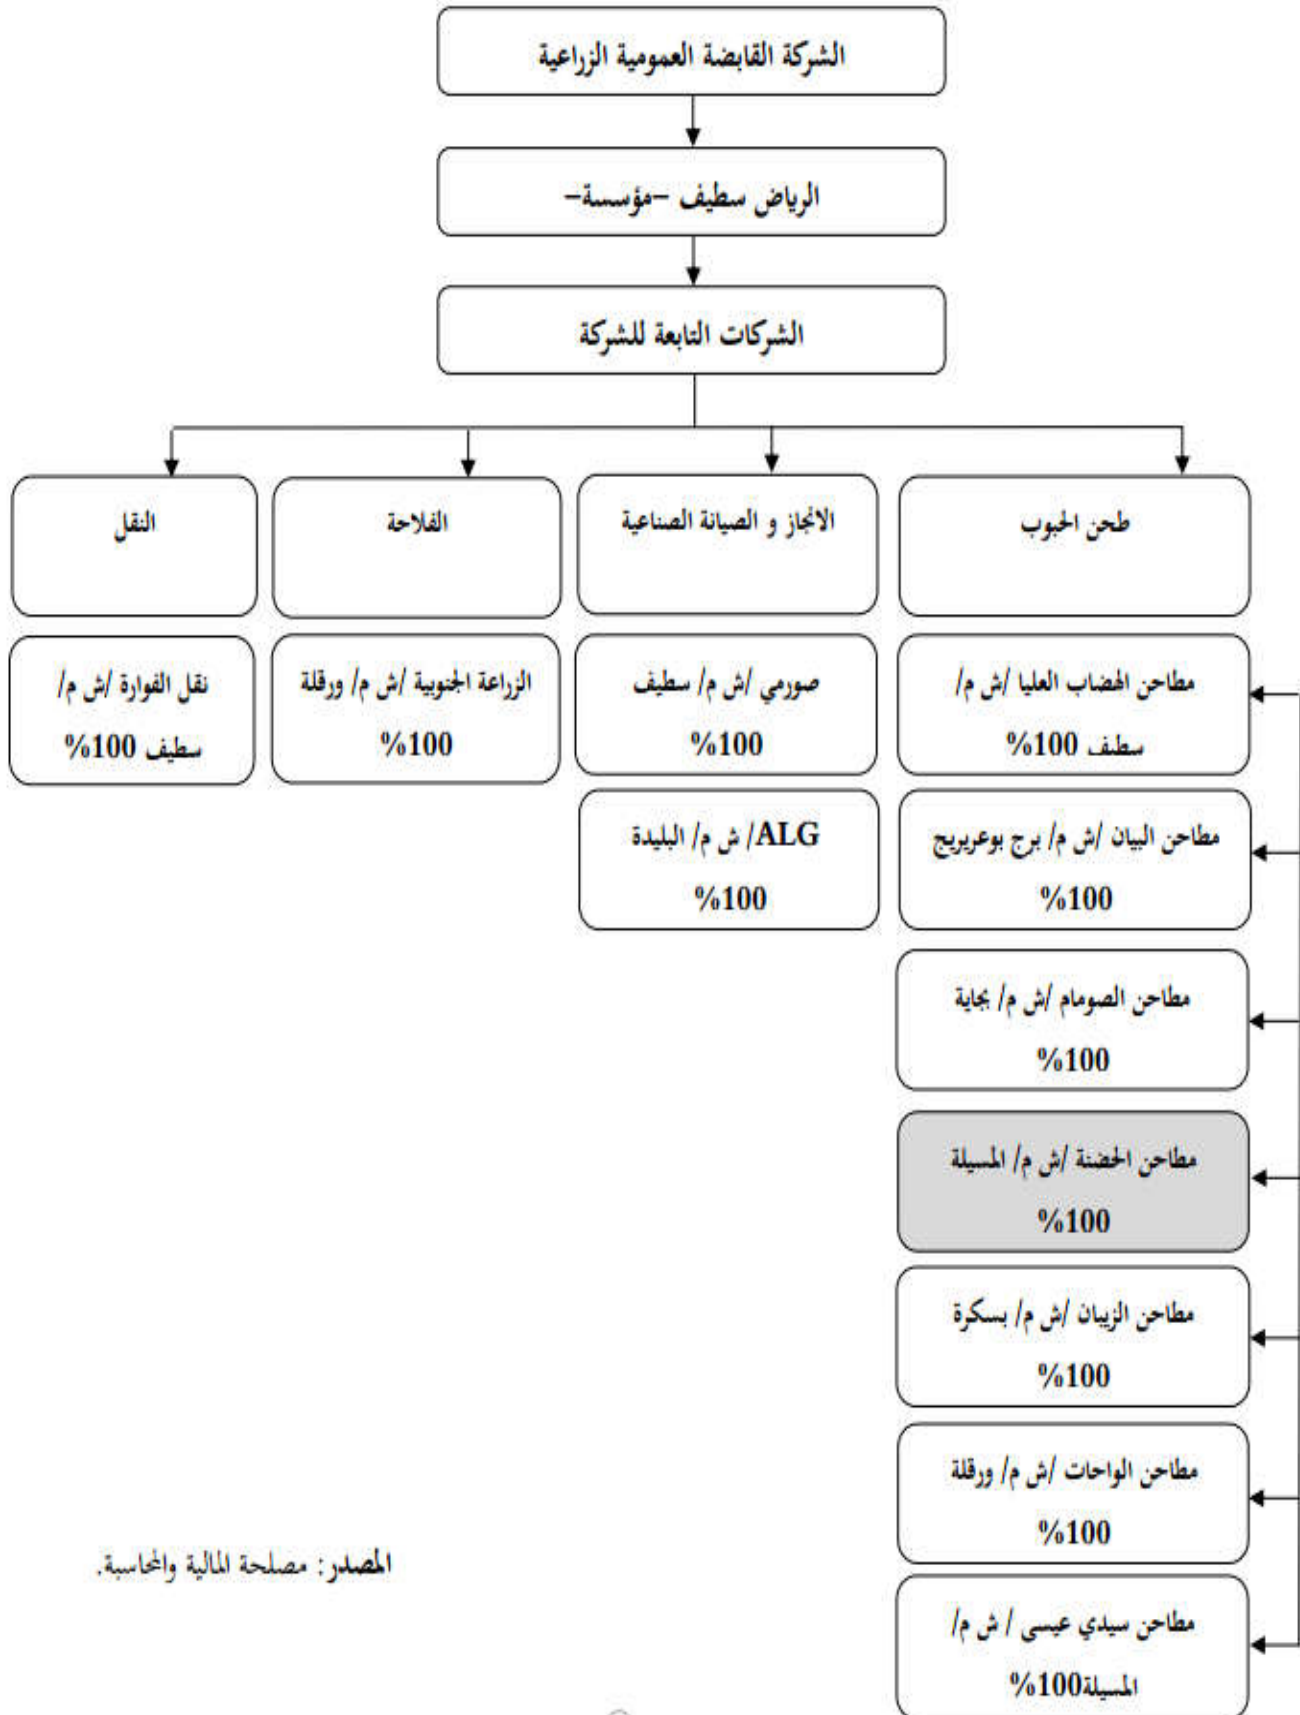 الشركة القابضة العمومية الزراعية
الرياض سطيف –مؤسسة–
الشركات التابعة للشركة
طحن الحبوب
الانجاز و الصيانة الصناعية
الفلاحة
النقل
مطاحن الهضاب العليا /ش م/
سطيف 100%
صورمي /ش م/ سطيف
100%
الزراعة الجنوبية /ش م/ ورقلة
100%
نقل الفوارة /ش م/
سطيف 100%
مطاحن البيان /ش م/ برج بوعريريج
100%
ALG/ ش م/ البليدة
100%
مطاحن الصومام /ش م/ بجاية
100%
مطاحن الحضنة /ش م/ المسيلة
100%
مطاحن الزيبان /ش م/ بسكرة
100%
مطاحن الواحات /ش م/ ورقلة
100%
مطاحن سيدي عيسى / ش م/
المسيلة100%
المصدر: مصلحة المالية والمحاسبة.